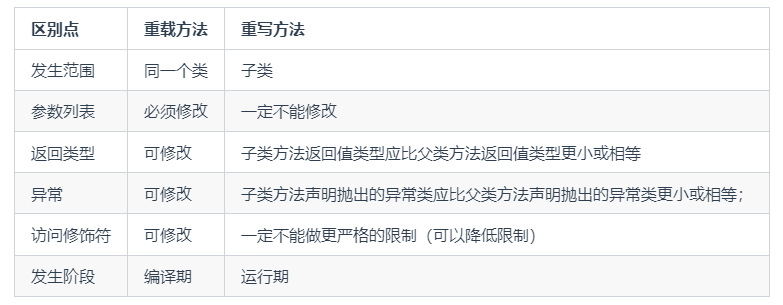 区别点 重载方法 重写方法
发生范围 同一个类 子类
参数列表 必须修改 一定不能修改
返回类型 可修改 子类方法返回值类型应比父类方法返回值类型更小或相等
异常 可修改 子类方法声明抛出的异常类应比父类方法声明抛出的异常类更小或相等；
访问修饰符 可修改 一定不能做更严格的限制（可以降低限制）
发生阶段 编译期 运行期